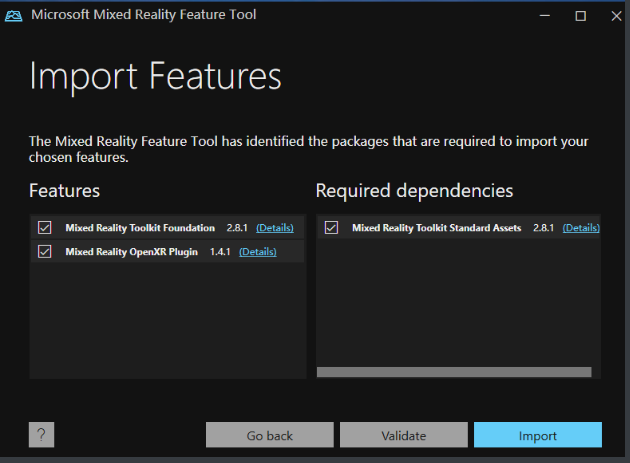 Microsoft Mixed Reality Feature Tool
Import Features
The Mixed Reality Feature Tool has identified the packages that are required to import your
chosen features.
Features
Mixed Reality Toolkit Foundation 2.8.1 (Details)
Mixed Reality OpenXR Plugin 1.4.1 (Details)
Required dependencies
Mixed Reality Toolkit Standard Assets 2.8.1 (Details)
? Go back Validate Import